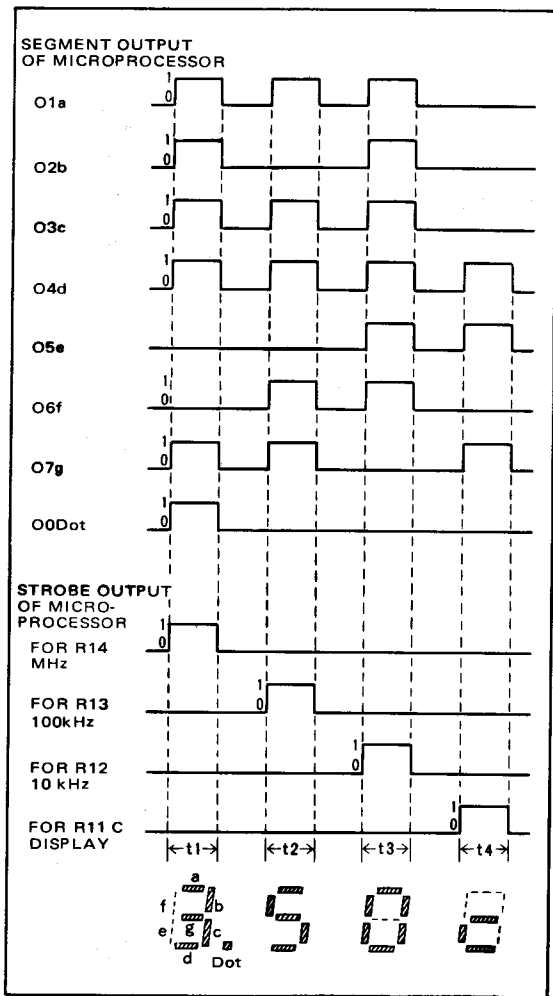 SEGMENT OUTPUT
OF MICROPROCESSOR
1
0
O1a
1
0
O2b
1
0
O3c
1
0
O4d
1
0
O5e
1
0
O6f
1
0
O7g
1
0
O0Dot
STROBE OUTPUT
OF MICRO-
PROCESSOR
1
0
FOR R14
MHz
1
0
FOR R13
100kHz
1
0
FOR R12
10 kHz
1
0
FOR R11 C
DISPLAY
t1 t2 t3 t4
a
f b
g
e c
d
Dot